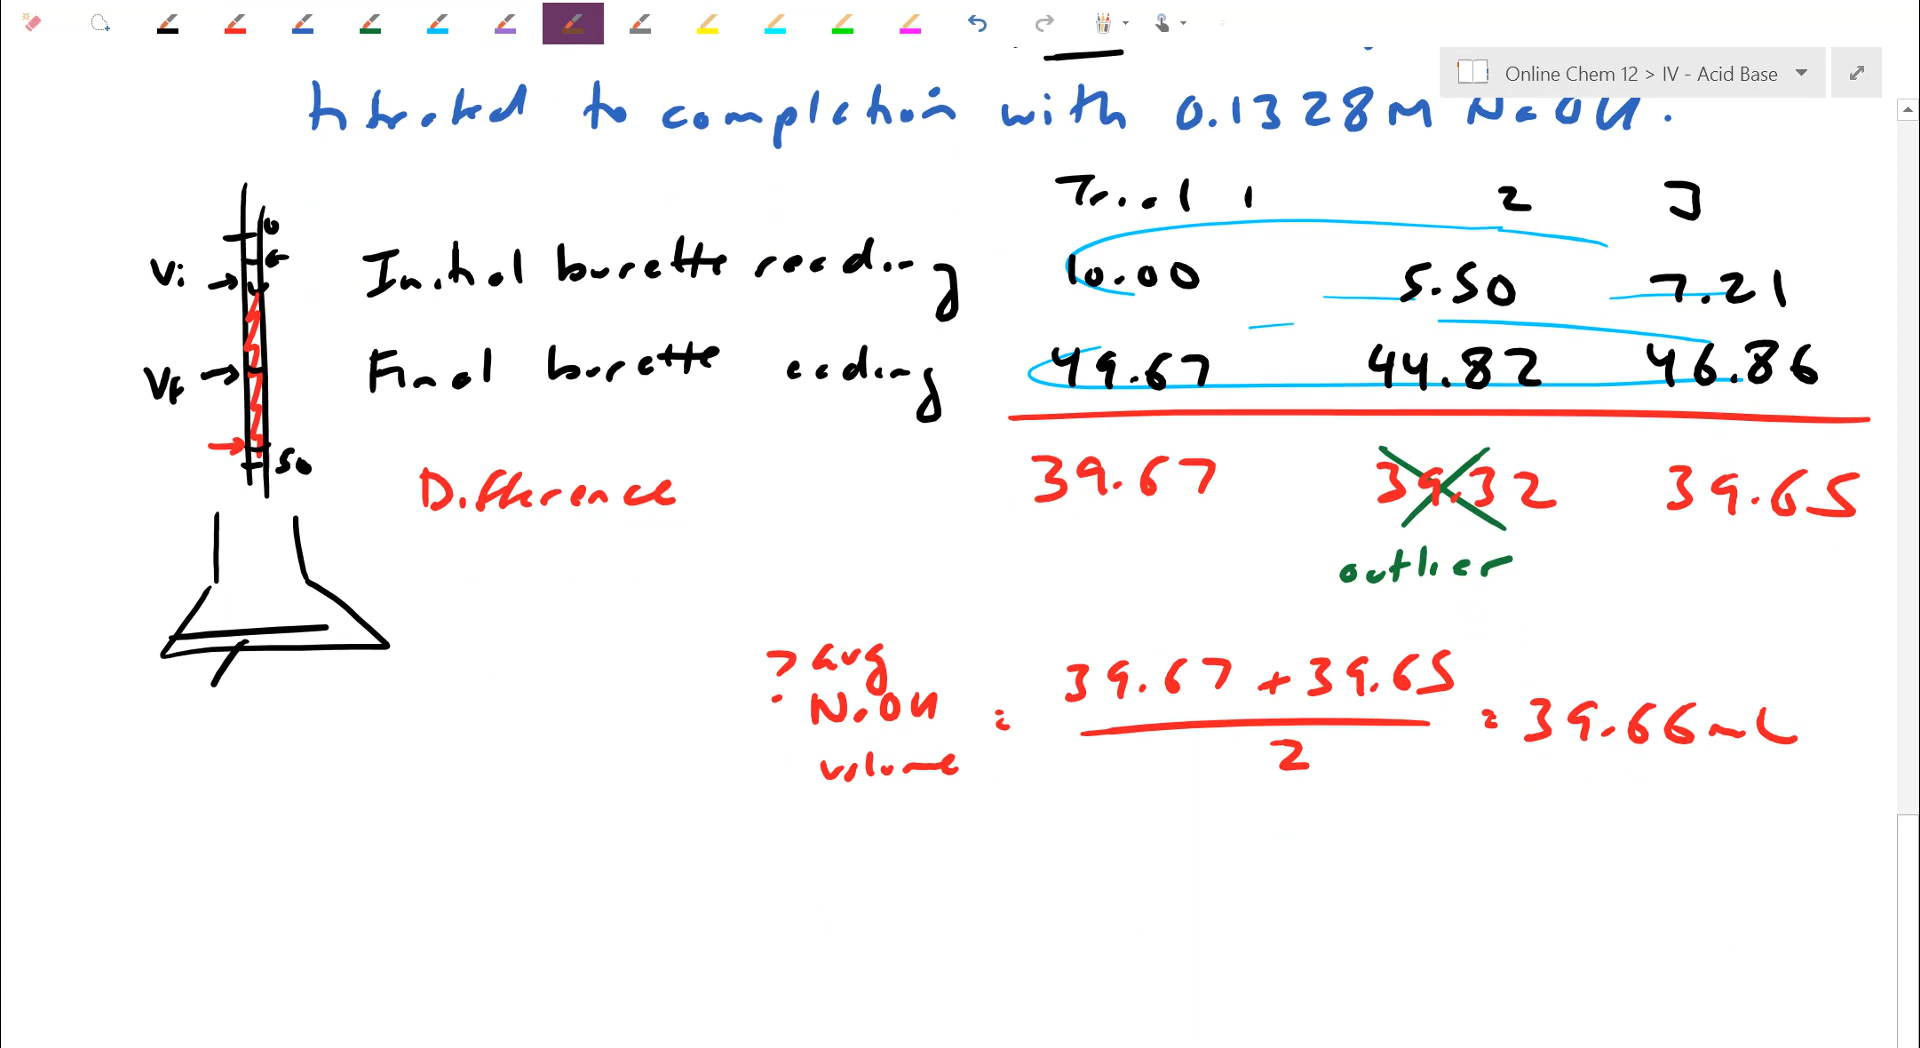 Online Chem 12 > IV - Acid Base
titrated to completion with 0.1328M NaOH.
Trial 1 2 3
0
Vi Initial burette reading 10.00 5.50 7.21
VF Final burette eading 49.67 44.82 46.86
50
Difference 39.67 39.32 39.65
outlier
? avg NaOH volume = 39.67 + 39.65 / 2 = 39.66mL